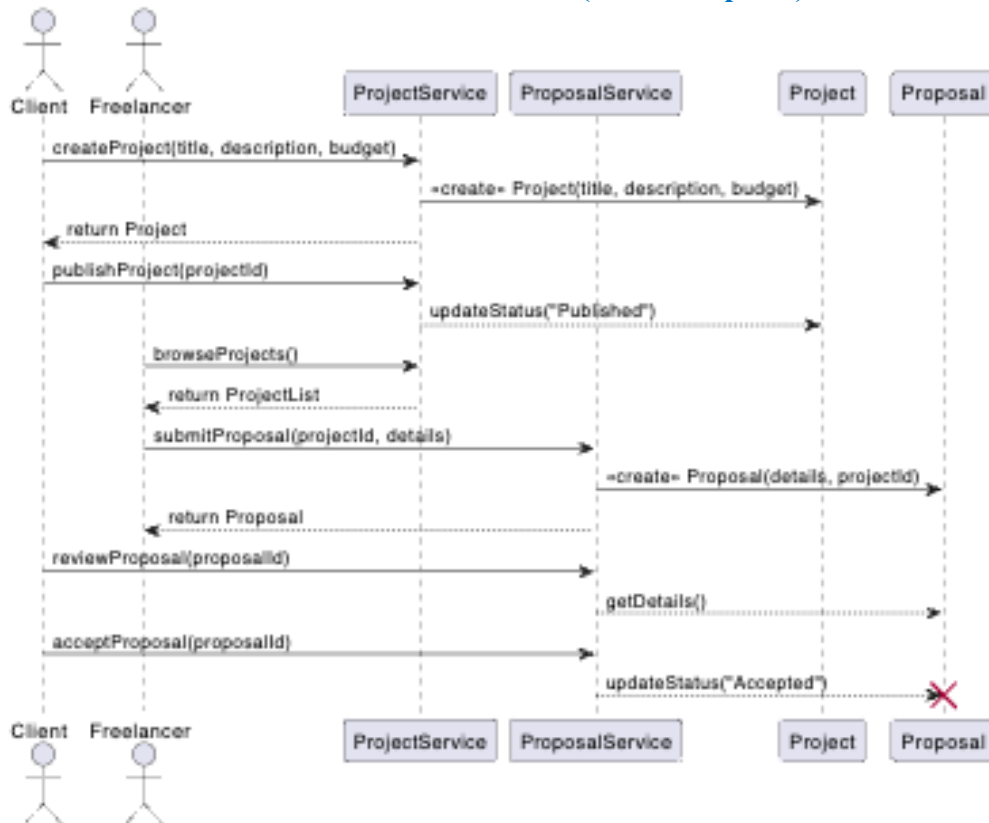 Client Freelancer ProjectService ProposalService Project Proposal
createProject(title, description, budget)
«create» Project(title, description, budget)
return Project
publishProject(projectId)
updateStatus("Published")
browseProjects()
return ProjectList
submitProposal(projectId, details)
«create» Proposal(details, projectId)
return Proposal
reviewProposal(proposalId)
getDetails()
acceptProposal(proposalId)
updateStatus("Accepted")
Client Freelancer ProjectService ProposalService Project Proposal